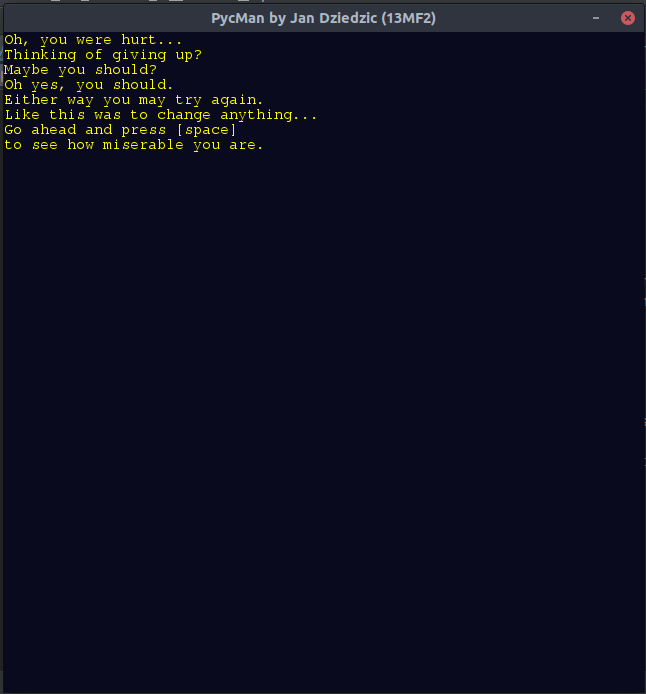 PycMan by Jan Dziedzic (13MF2)
Oh, you were hurt...
Thinking of giving up?
Maybe you should?
Oh yes, you should.
Either way you may try again.
Like this was to change anything...
Go ahead and press [space]
to see how miserable you are.